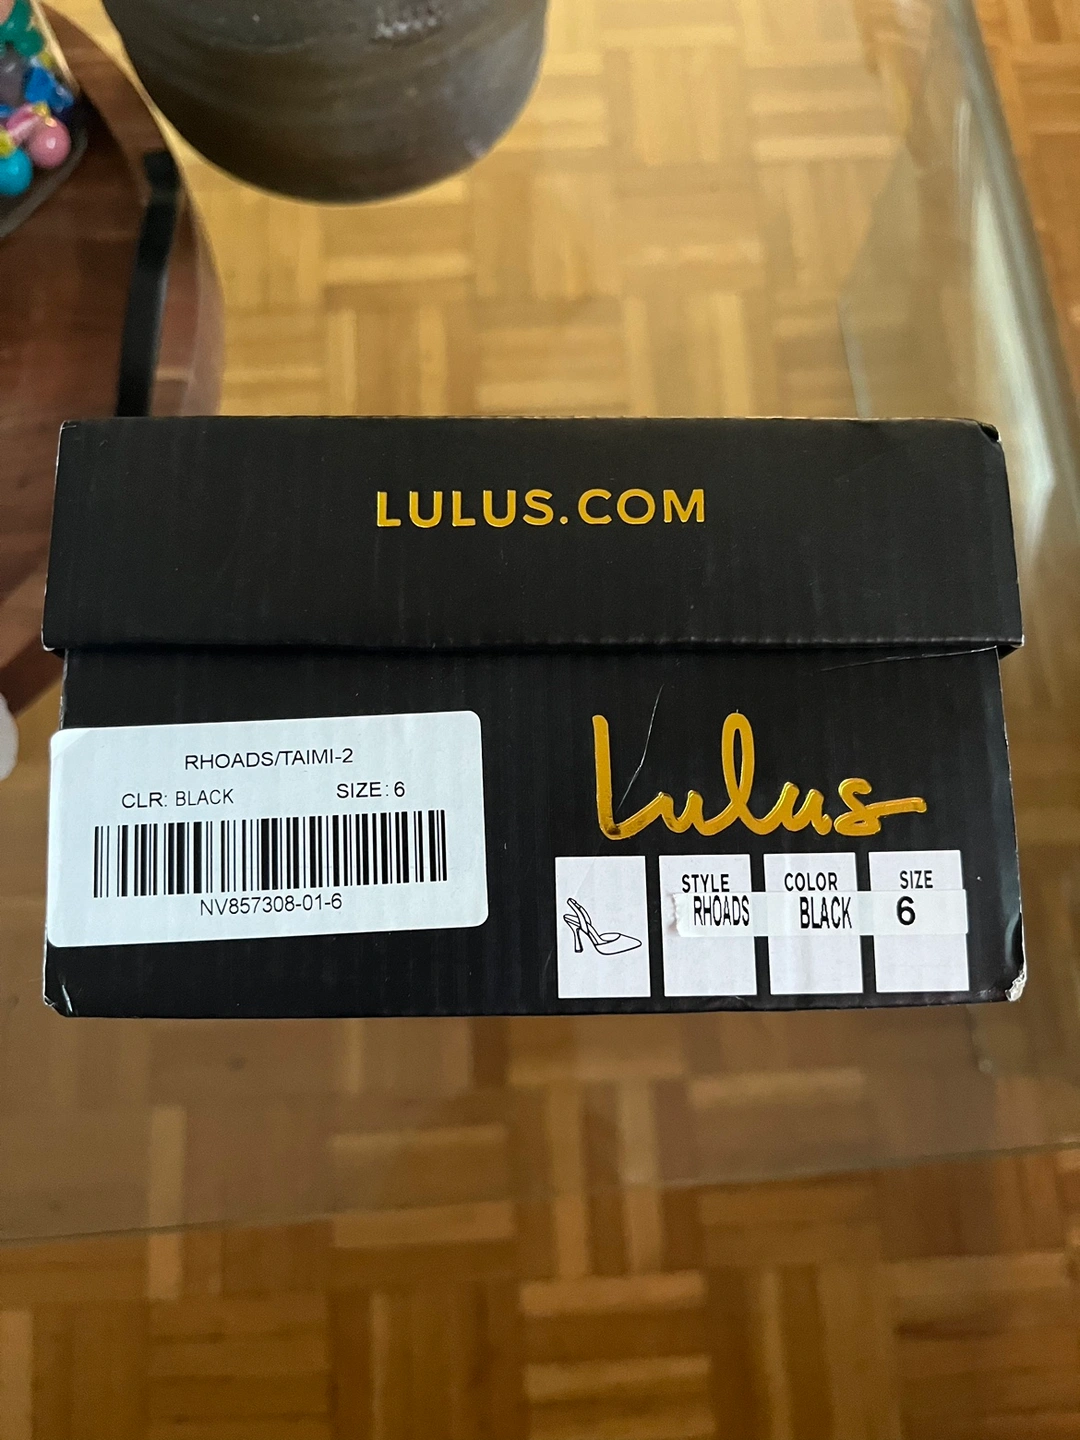 LULUS.COM
RHOADS/TAIMI-2
CLR: BLACK SIZE: 6
NV857308-01-6
Lulus
STYLE COLOR SIZE
RHOADS BLACK 6